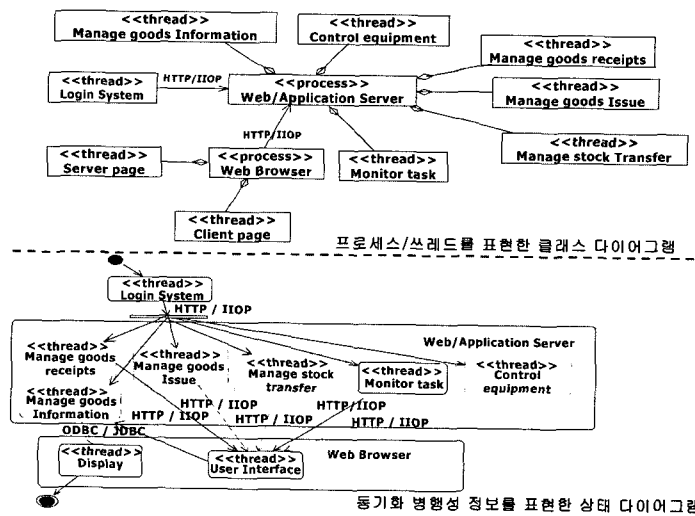 <<thread>>
Manage goods Information
<<thread>>
Control equipment
<<thread>>
Manage goods receipts
<<thread>>
Login System
HTTP/IIOP
<<process>>
Web/Application Server
<<thread>>
Manage goods Issue
HTTP/IIOP
<<thread>>
Manage stock Transfer
<<thread>>
Server page
<<process>>
Web Browser
<<thread>>
Monitor task
<<thread>>
Client page
프로세스/쓰레드를 표현한 클래스 다이어그램
<<thread>>
Login System
HTTP / IIOP
Web/Application Server
<<thread>>
Manage goods
receipts
<<thread>>
Manage goods
Issue
<<thread>>
Manage stock
transfer
<<thread>>
Monitor task
<<thread>>
Control
equipment
<<thread>>
Manage goods
Information
HTTP / IIOP
HTTP / IIOP
HTTP / IIOP
HTTP/IIOP
HTTP / IIOP
ODBC / JDBC
<<thread>>
Display
<<thread>>
User Interface
Web Browser
동기화 병행성 정보를 표현한 상태 다이어그램